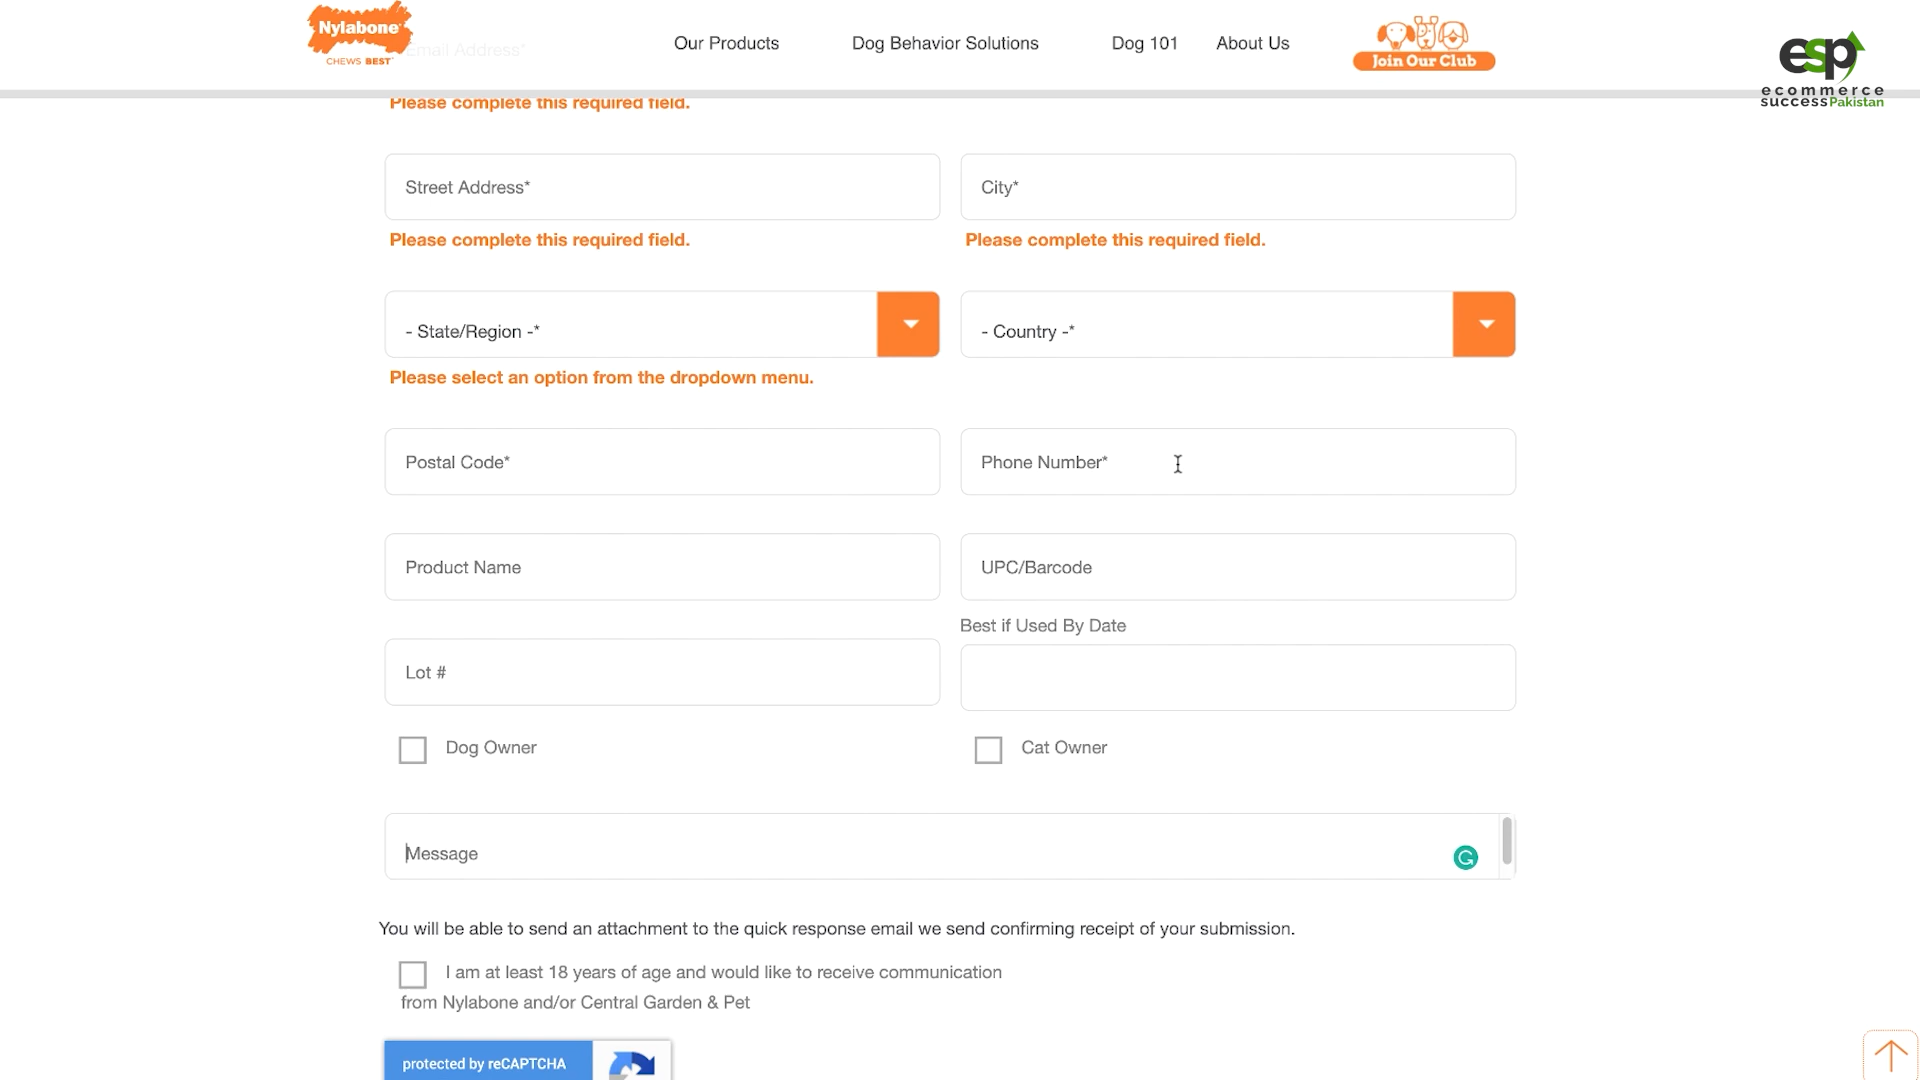 Nylabone
CHEWS BEST
Email Address*
Our Products
Dog Behavior Solutions
Dog 101
About Us
Join Our Club
esp
ecommerce
successPakistan
Please complete this required field.
Street Address*
City*
Please complete this required field.
Please complete this required field.
- State/Region -*
- Country -*
Please select an option from the dropdown menu.
Postal Code*
Phone Number*
Product Name
UPC/Barcode
Best if Used By Date
Lot #
Dog Owner
Cat Owner
Message
You will be able to send an attachment to the quick response email we send confirming receipt of your submission.
I am at least 18 years of age and would like to receive communication
from Nylabone and/or Central Garden & Pet
protected by reCAPTCHA